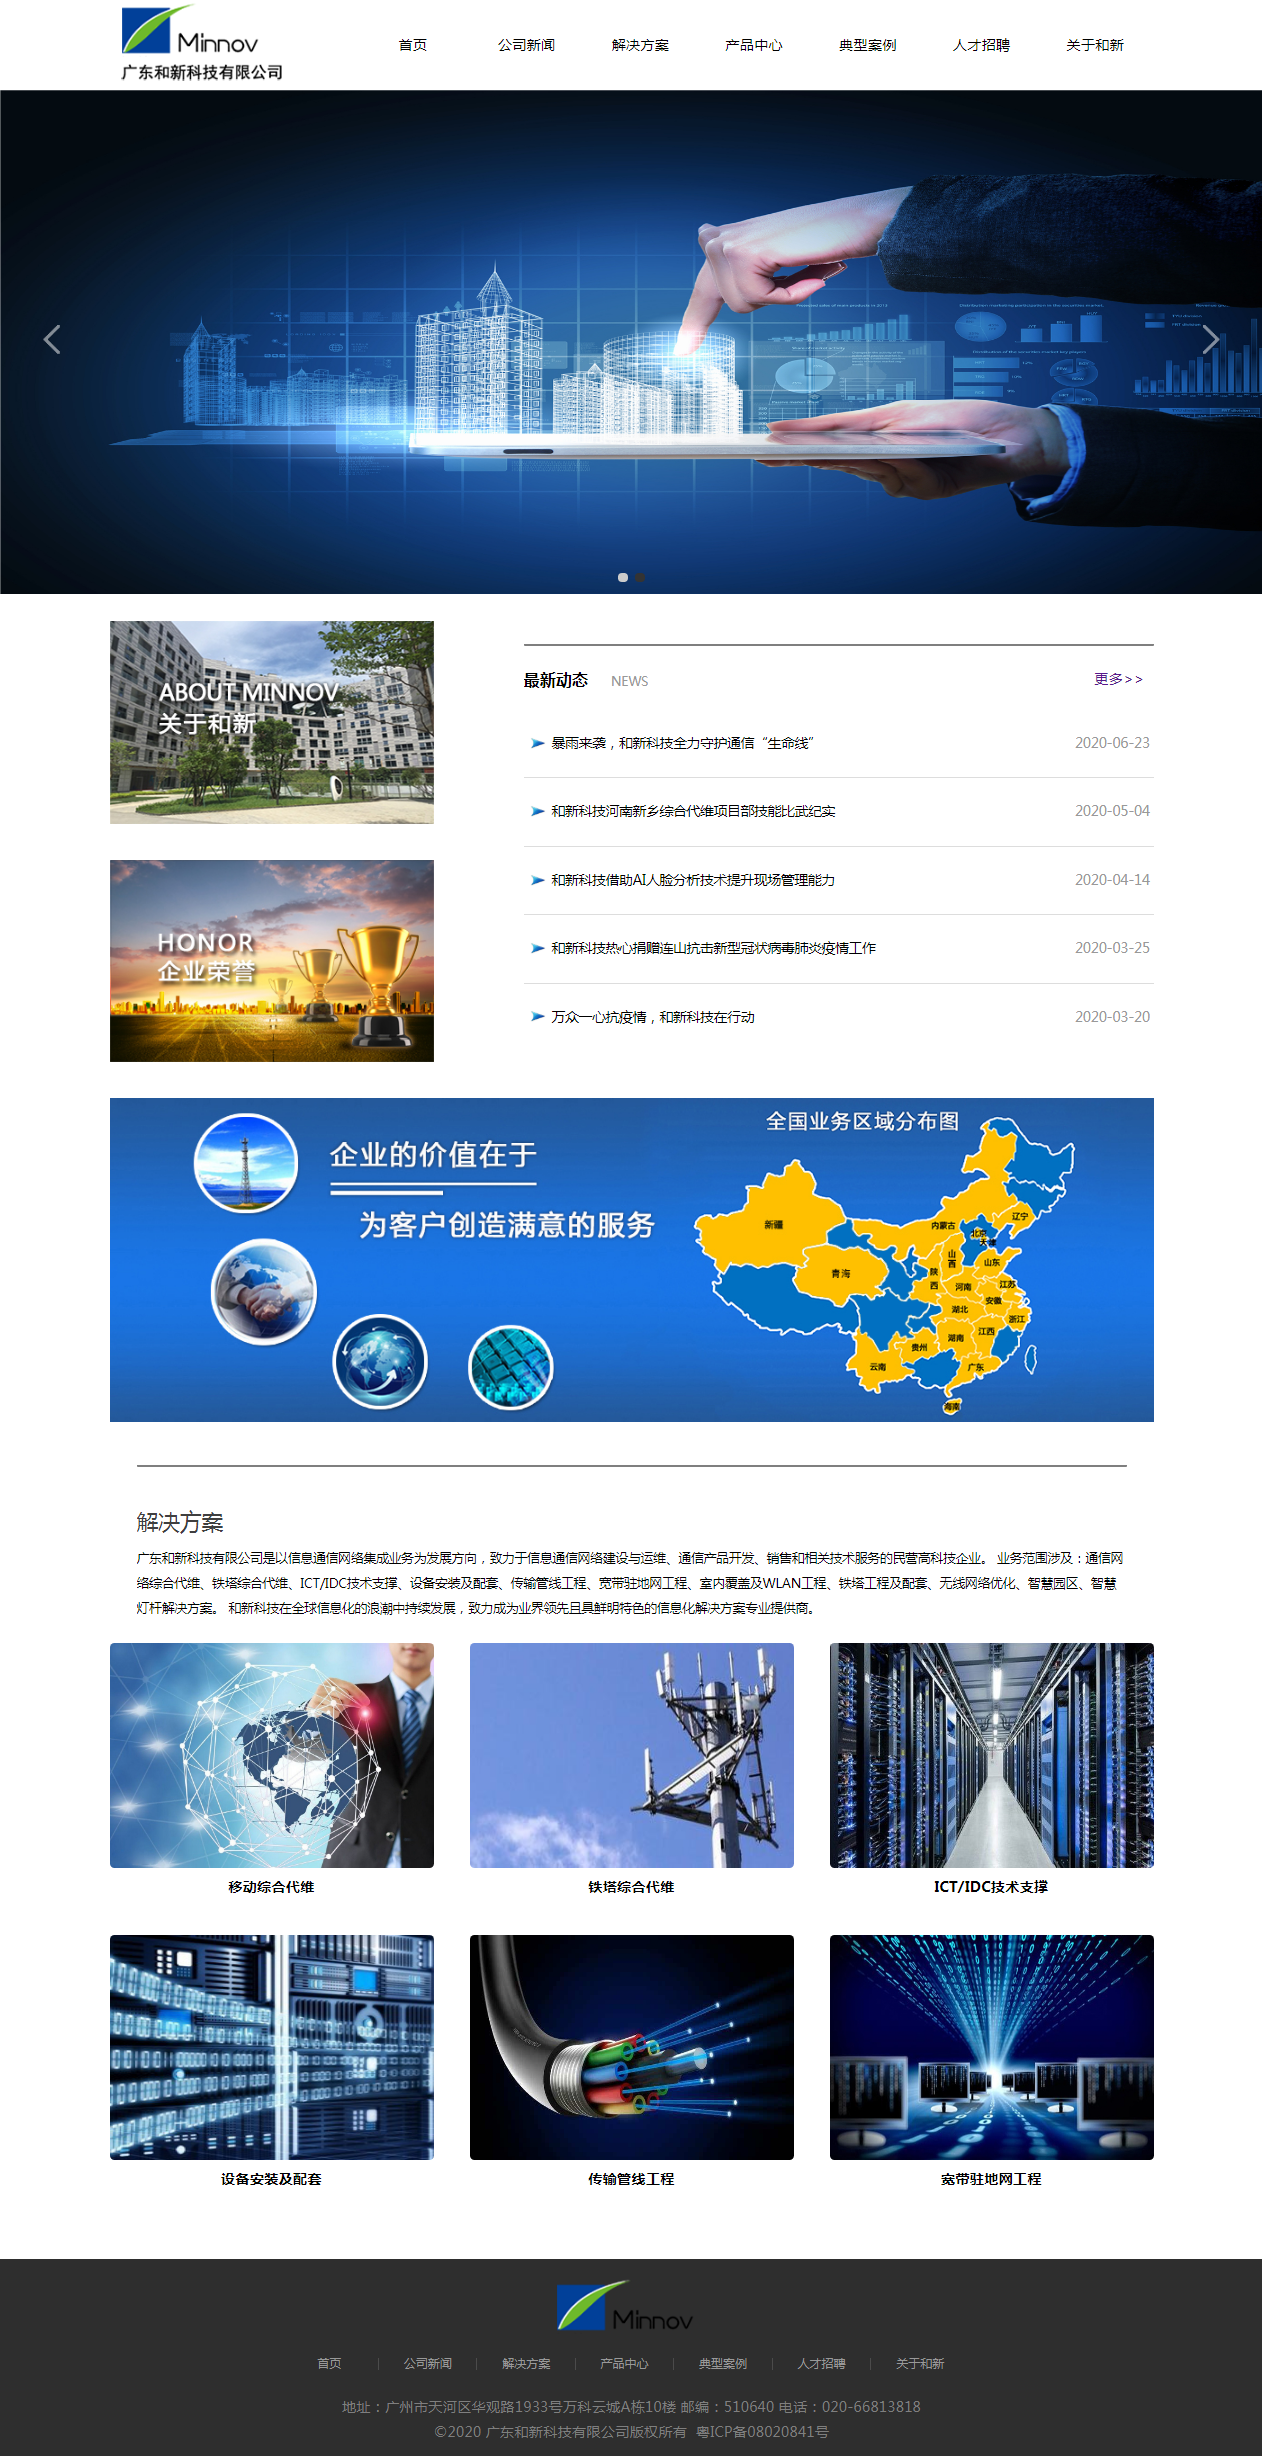 Minnov
广东和新科技有限公司
首页 公司新闻 解决方案 产品中心 典型案例 人才招聘 关于和新
ABOUT MINNOV
关于和新
最新动态 NEWS 更多>>
暴雨来袭，和新科技全力守护通信“生命线” 2020-06-23
和新科技河南新乡综合代维项目部技能比武纪实 2020-05-04
和新科技借助AI人脸分析技术提升现场管理能力 2020-04-14
和新科技热心捐赠连山抗击新型冠状病毒肺炎疫情工作 2020-03-25
万众一心抗疫情，和新科技在行动 2020-03-20
HONOR
企业荣誉
企业的价值在于
为客户创造满意的服务
全国业务区域分布图
新疆
青海
内蒙古
辽宁
北京
天津
山西
山东
陕西
河南
江苏
安徽
湖北
浙江
湖南
江西
贵州
云南
广东
海南
解决方案
广东和新科技有限公司是以信息通信网络集成业务为发展方向，致力于信息通信网络建设与运维、通信产品开发、销售和相关技术服务的民营高科技企业。 业务范围涉及：通信网
络综合代维、铁塔综合代维、ICT/IDC技术支撑、设备安装及配套、传输管线工程、宽带驻地网工程、室内覆盖及WLAN工程、铁塔工程及配套、无线网络优化、智慧园区、智慧
灯杆解决方案。 和新科技在全球信息化的浪潮中持续发展，致力成为业界领先且具鲜明特色的信息化解决方案专业提供商。
移动综合代维 铁塔综合代维 ICT/IDC技术支撑
设备安装及配套 传输管线工程 宽带驻地网工程
Minnov
首页 | 公司新闻 | 解决方案 | 产品中心 | 典型案例 | 人才招聘 | 关于和新
地址：广州市天河区华观路1933号万科云城A栋10楼 邮编：510640 电话：020-66813818
©2020 广东和新科技有限公司版权所有 粤ICP备08020841号